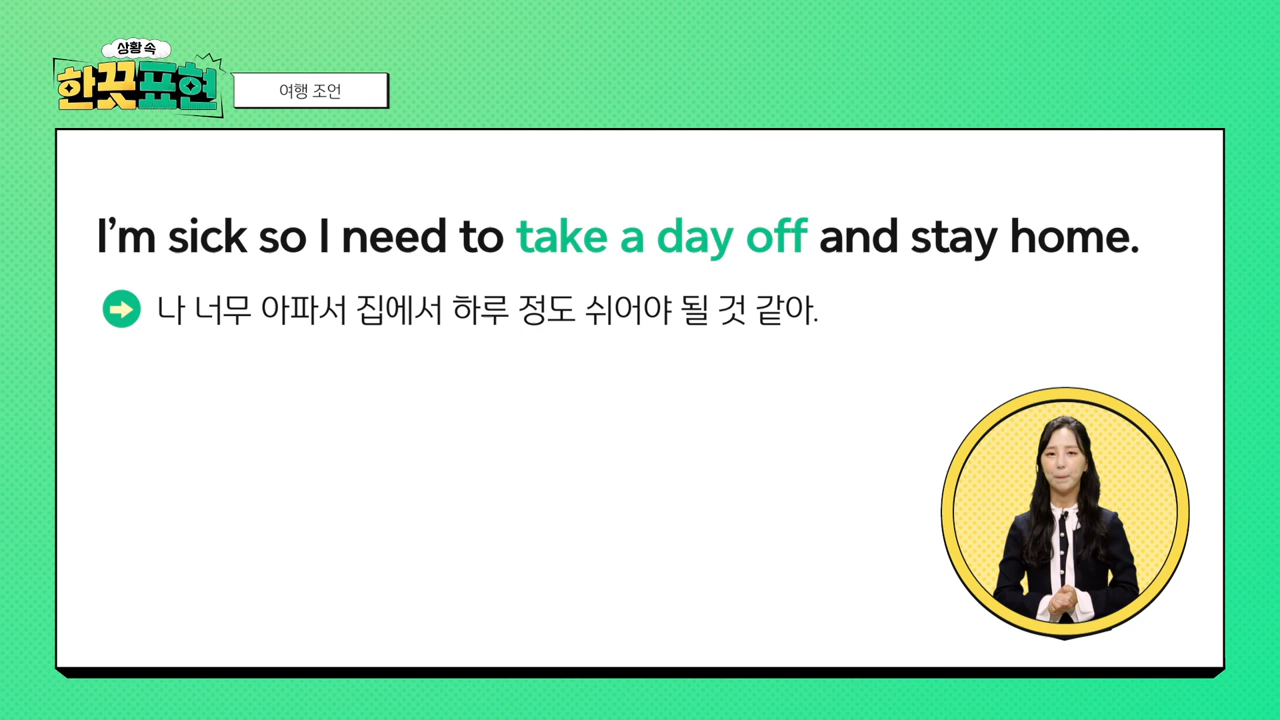 상황 속
한끗표현
여행 조언
I’m sick so I need to take a day off and stay home.
나 너무 아파서 집에서 하루 정도 쉬어야 될 것 같아.